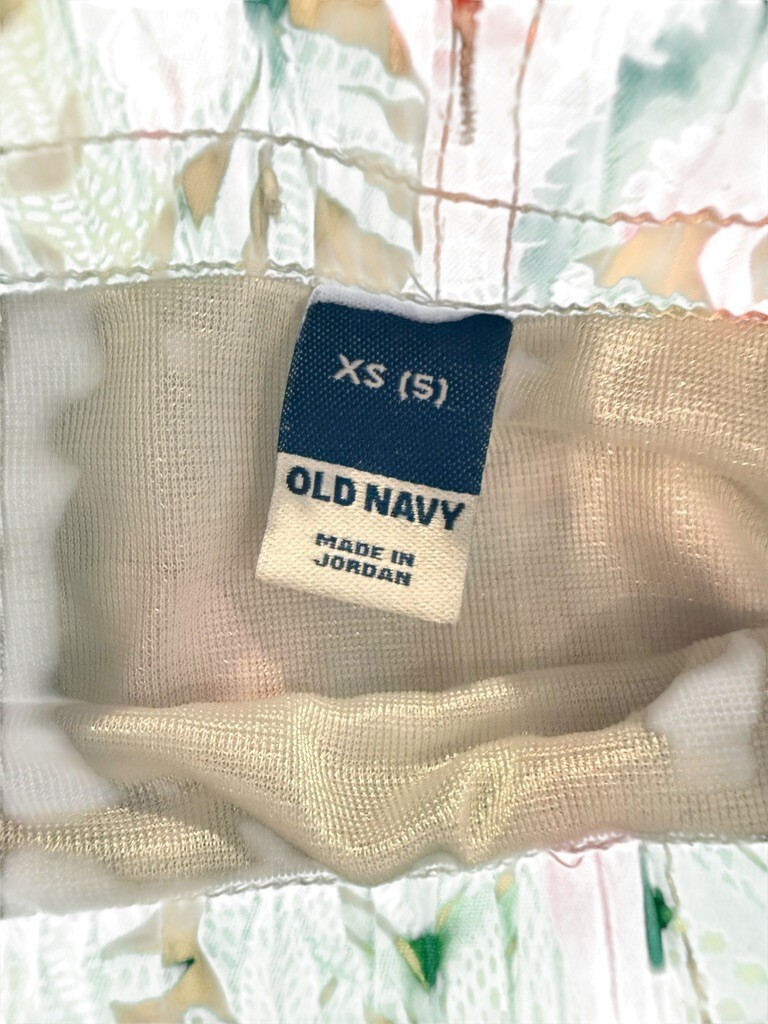 XS (5)
OLD NAVY
MADE IN
JORDAN